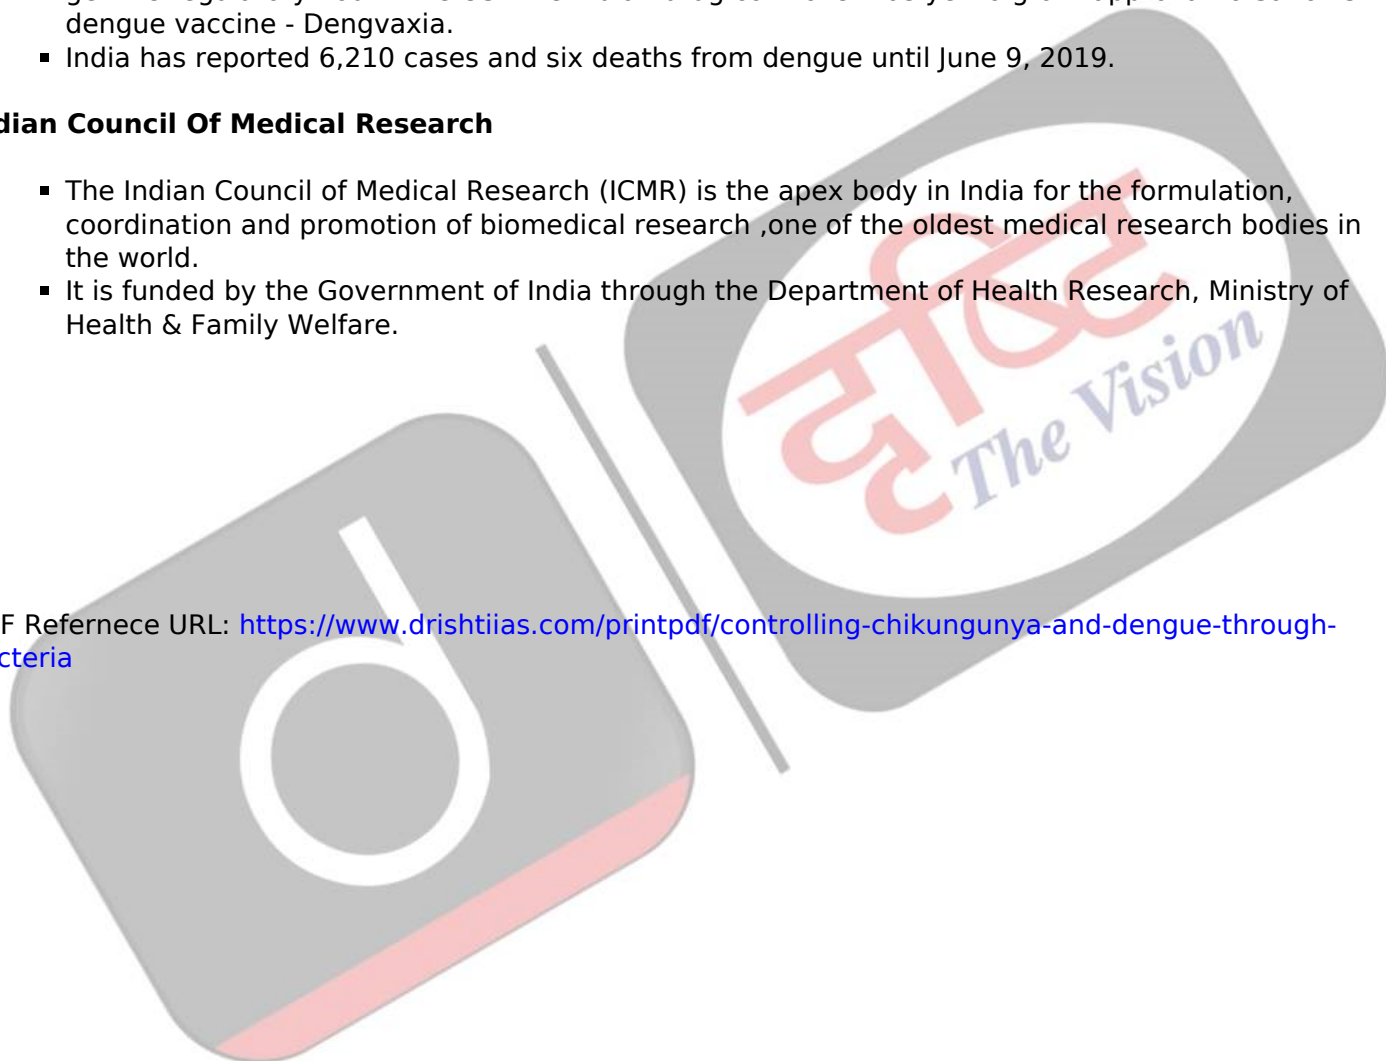 dengue vaccine - Dengvaxia.
▪ India has reported 6,210 cases and six deaths from dengue until June 9, 2019.
dian Council Of Medical Research
▪ The Indian Council of Medical Research (ICMR) is the apex body in India for the formulation,
coordination and promotion of biomedical research ,one of the oldest medical research bodies in
the world.
▪ It is funded by the Government of India through the Department of Health Research, Ministry of
Health & Family Welfare.
दृष्टि
The Vision
d
F Refernece URL: https://www.drishtiias.com/printpdf/controlling-chikungunya-and-dengue-through-
cteria